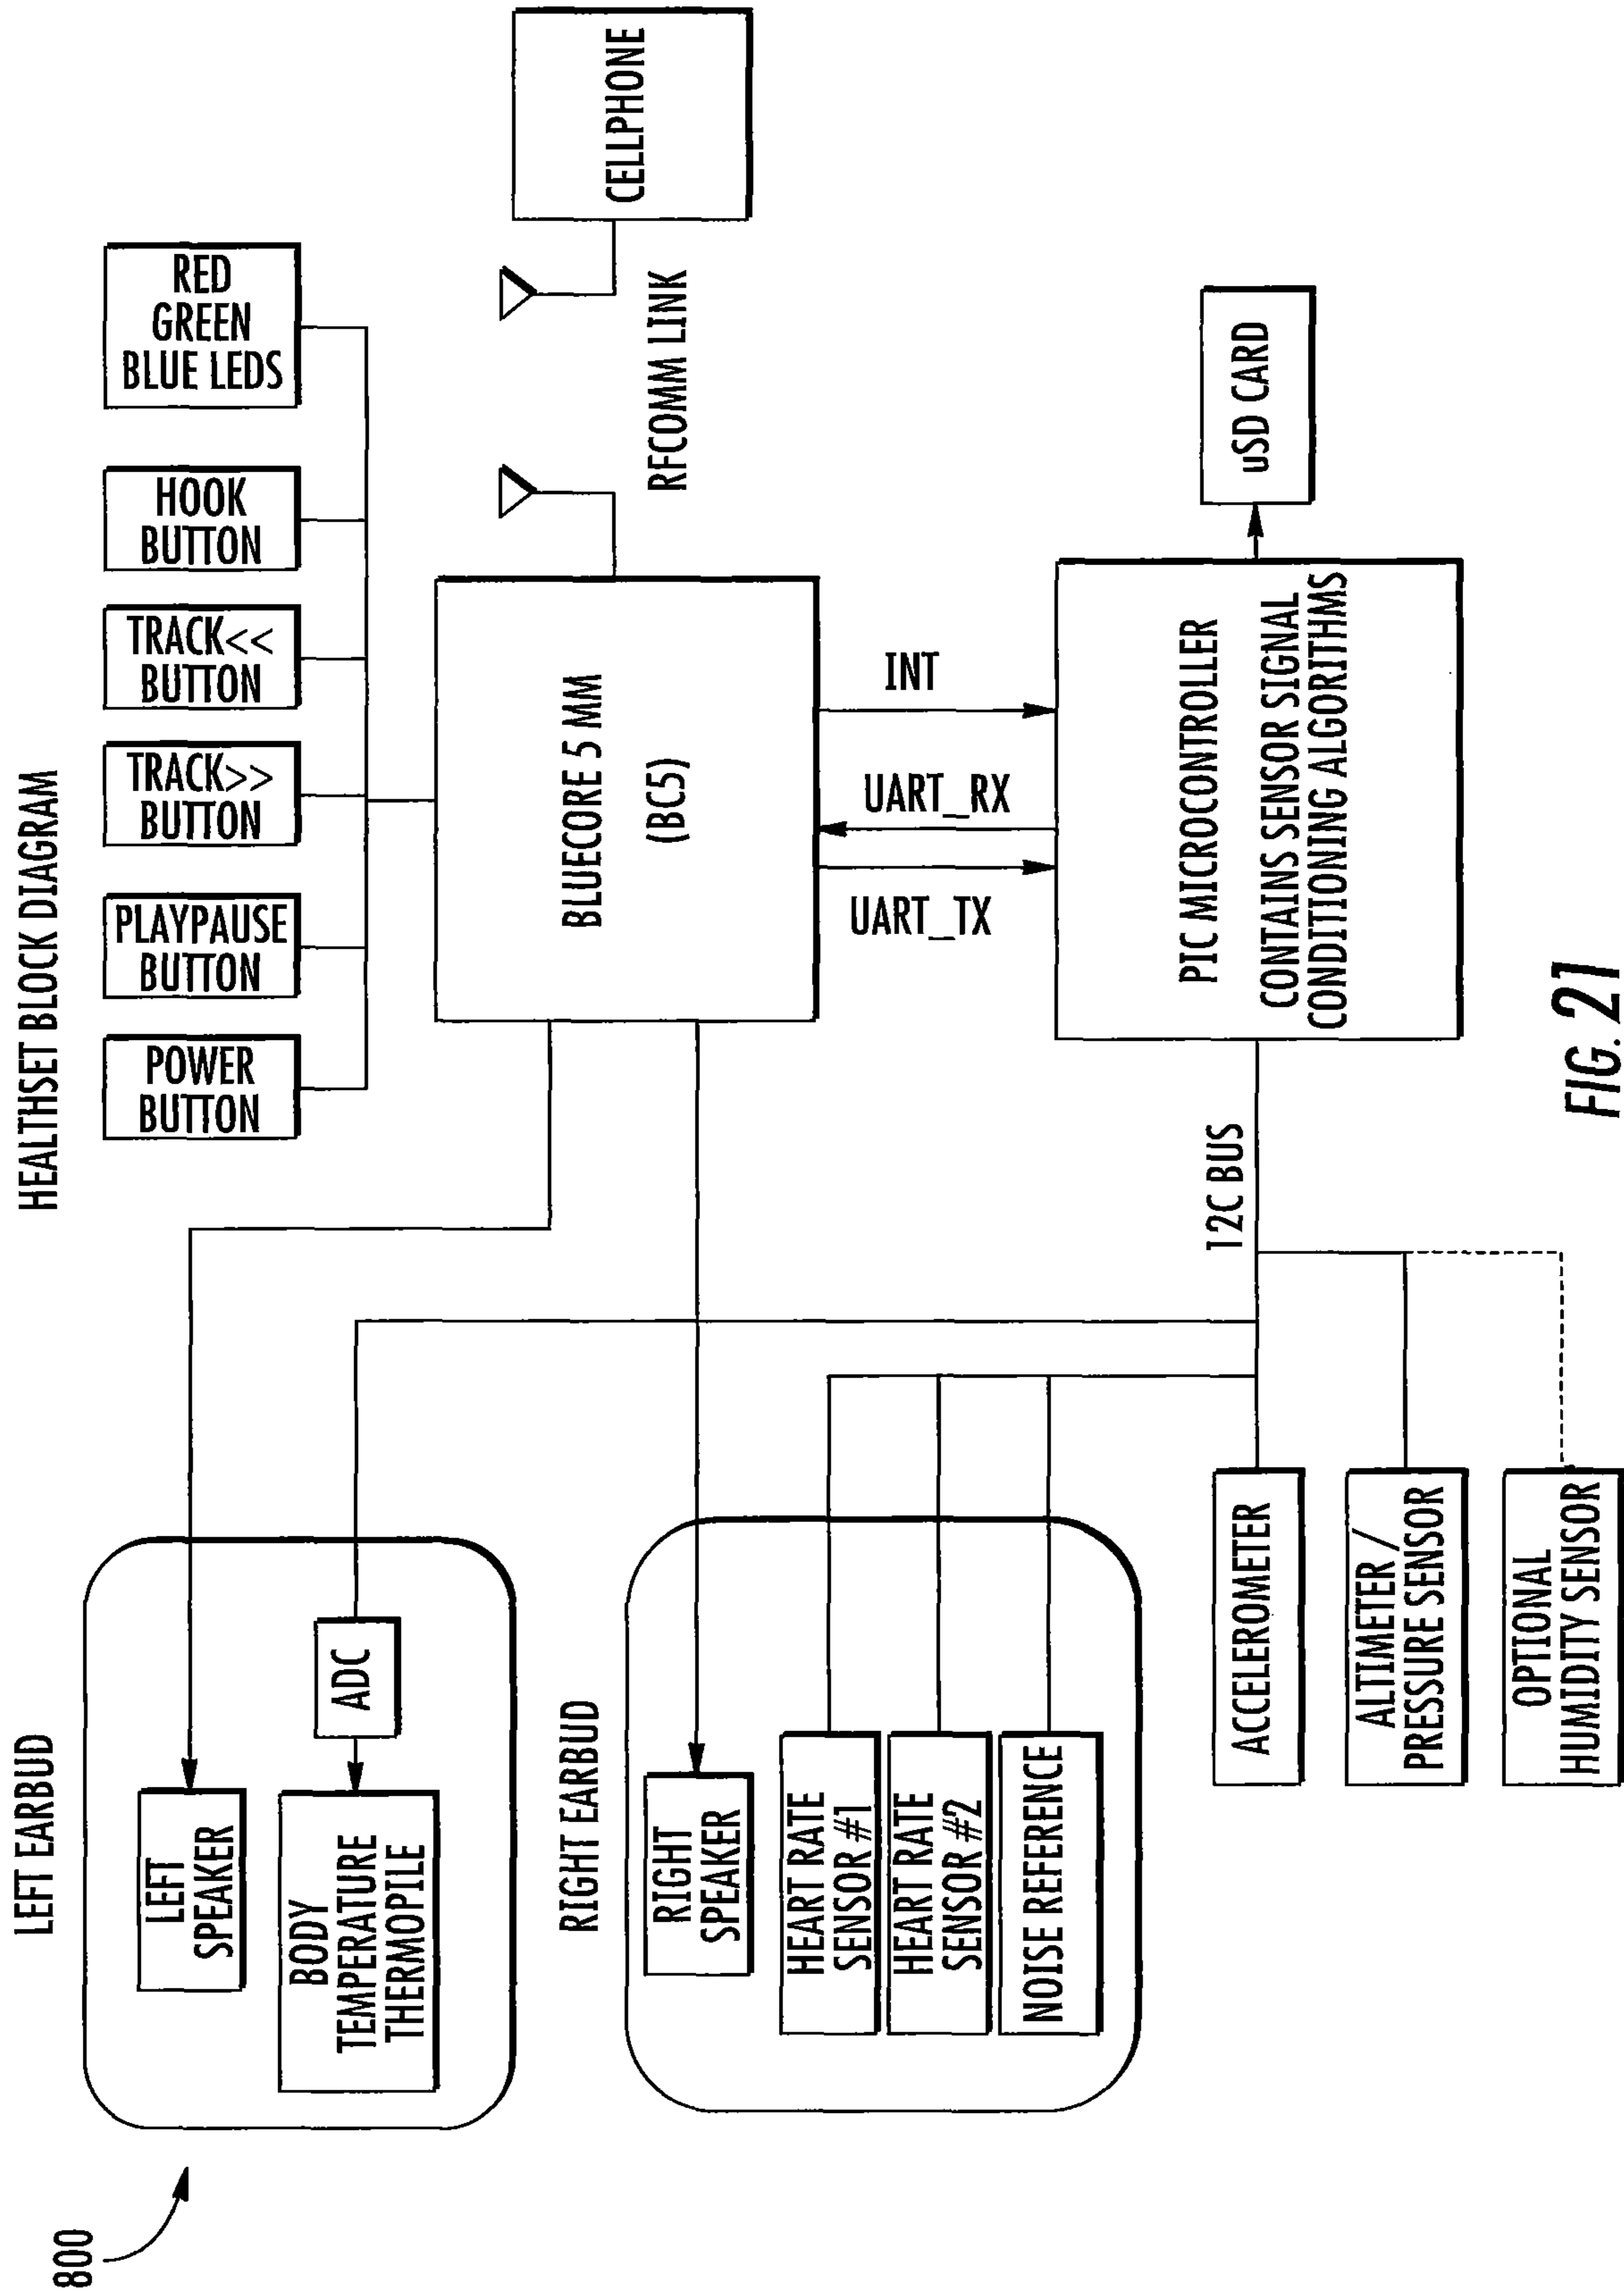 HEALTHSET BLOCK DIAGRAM
800
LEFT EARBUD
LEFT
SPEAKER
BODY
TEMPERATURE
THERMOPILE
ADC
POWER
BUTTON
PLAYPAUSE
BUTTON
TRACK>>
BUTTON
TRACK<<
BUTTON
HOOK
BUTTON
RED
GREEN
BLUE LEDS
BLUECORE 5 MM
(BC5)
RFCOMM LINK
CELLPHONE
RIGHT EARBUD
RIGHT
SPEAKER
HEART RATE
SENSOR #1
HEART RATE
SENSOR #2
NOISE REFERENCE
UART_TX
UART_RX
INT
PIC MICROCONTROLLER
CONTAINS SENSOR SIGNAL
CONDITIONING ALGORITHMS
uSD CARD
I2C BUS
ACCELEROMETER
ALTIMETER /
PRESSURE SENSOR
OPTIONAL
HUMIDITY SENSOR
FIG. 21